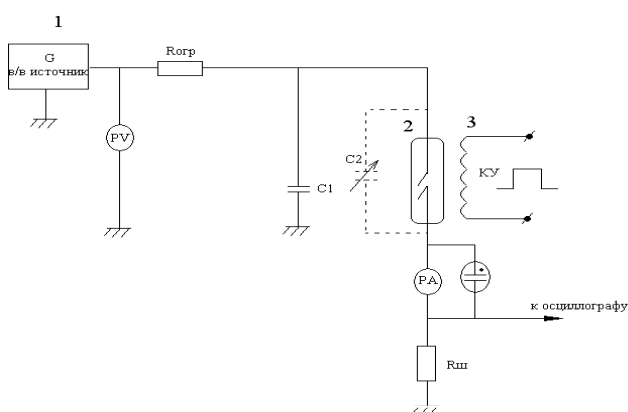 1
G
в/в источник
Rогр
PV
C1
C2
2
3
КУ
PA
к осциллографу
Rш